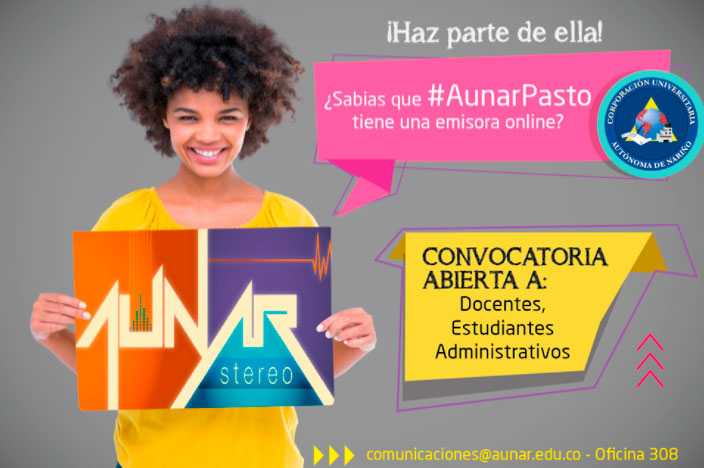 ¡Haz parte de ella!
¿Sabias que #AunarPasto
tiene una emisora online?
CORPORACIÓN UNIVERSITARIA
AUTÓNOMA DE NARIÑO
AUNAR
stereo
CONVOCATORIA
ABIERTA A:
Docentes,
Estudiantes
Administrativos
comunicaciones@aunar.edu.co - Oficina 308